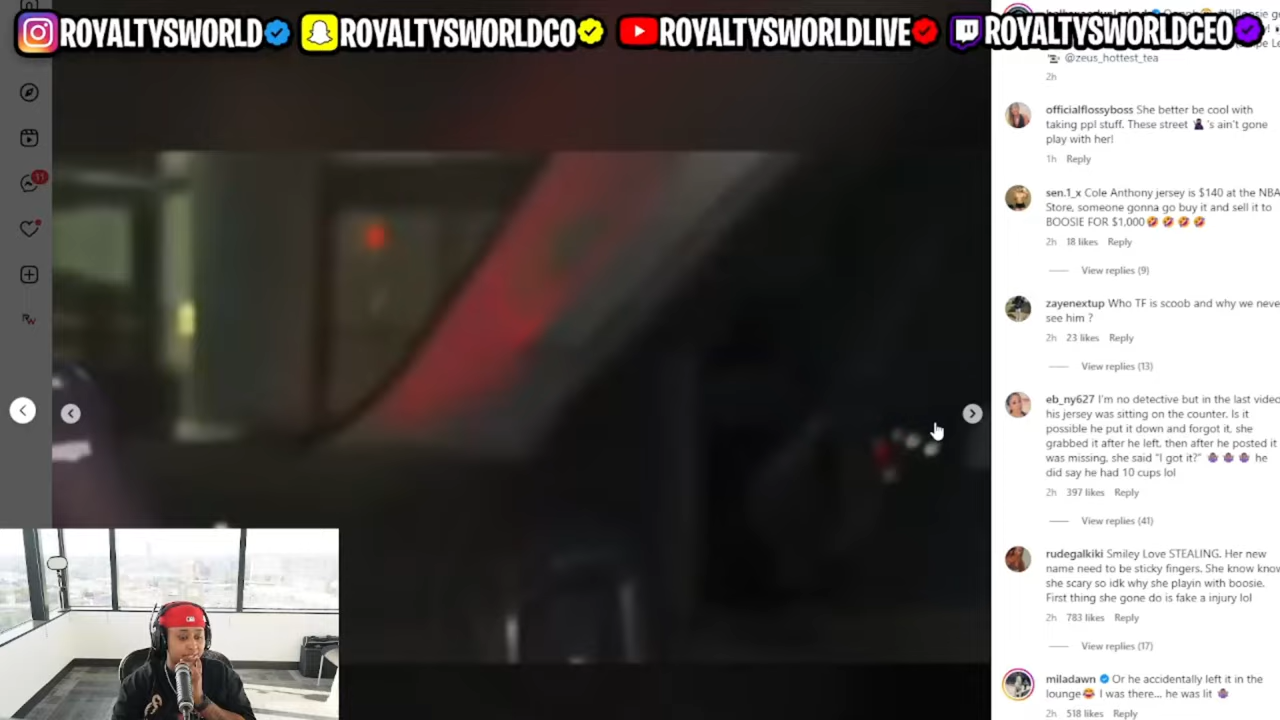 ROYALTYSWORLD ROYALTYSWORLDCO ROYALTYSWORLDLIVE ROYALTYSWORLDCEO
@zeus_hottest_tea
2h
officialflossyboss She better be cool with
taking ppl stuff. These street 🥷🏿's ain't gone
play with her!
1h Reply
sen.1_x Cole Anthony jersey is $140 at the NBA
Store, someone gonna go buy it and sell it to
BOOSIE FOR $1,000🤣 🤣 🤣 🤣
2h 18 likes Reply
View replies (9)
zayenextup Who TF is scoob and why we neve
see him ?
2h 23 likes Reply
View replies (13)
eb_ny627 I'm no detective but in the last video
his jersey was sitting on the counter. Is it
possible he put it down and forgot it, she
grabbed it after he left, then after he posted it
was missing, she said "I got it?" 🤷🏽‍♀️ 🤷🏽‍♀️ 🤷🏽‍♀️ he
did say he had 10 cups lol
2h 397 likes Reply
View replies (41)
rudegalkiki Smiley Love STEALING. Her new
name need to be sticky fingers. She know know
she scary so idk why she playin with boosie.
First thing she gone do is fake a injury lol
2h 783 likes Reply
View replies (17)
miladawn Or he accidentally left it in the
lounge😂 I was there... he was lit 🤷🏽‍♀️
2h 518 likes Reply
11
RW